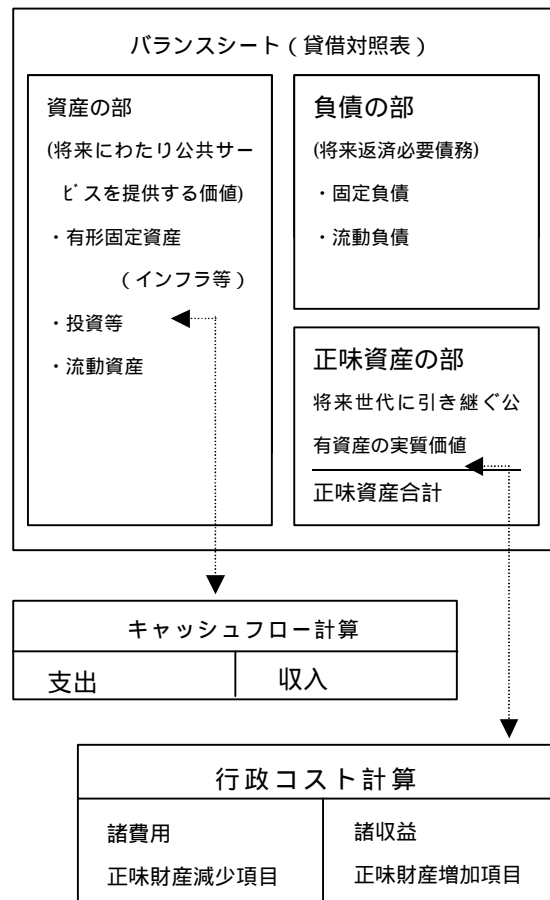 バランスシート(貸借対照表)
資産の部
(将来にわたり公共サー
ビスを提供する価値)
・有形固定資産
(インフラ等)
・投資等
・流動資産
負債の部
(将来返済必要債務)
・固定負債
・流動負債
正味資産の部
将来世代に引き継ぐ公
有資産の実質価値
正味資産合計
キャッシュフロー計算
支出
収入
行政コスト計算
諸費用
正味財産減少項目
諸収益
正味財産増加項目